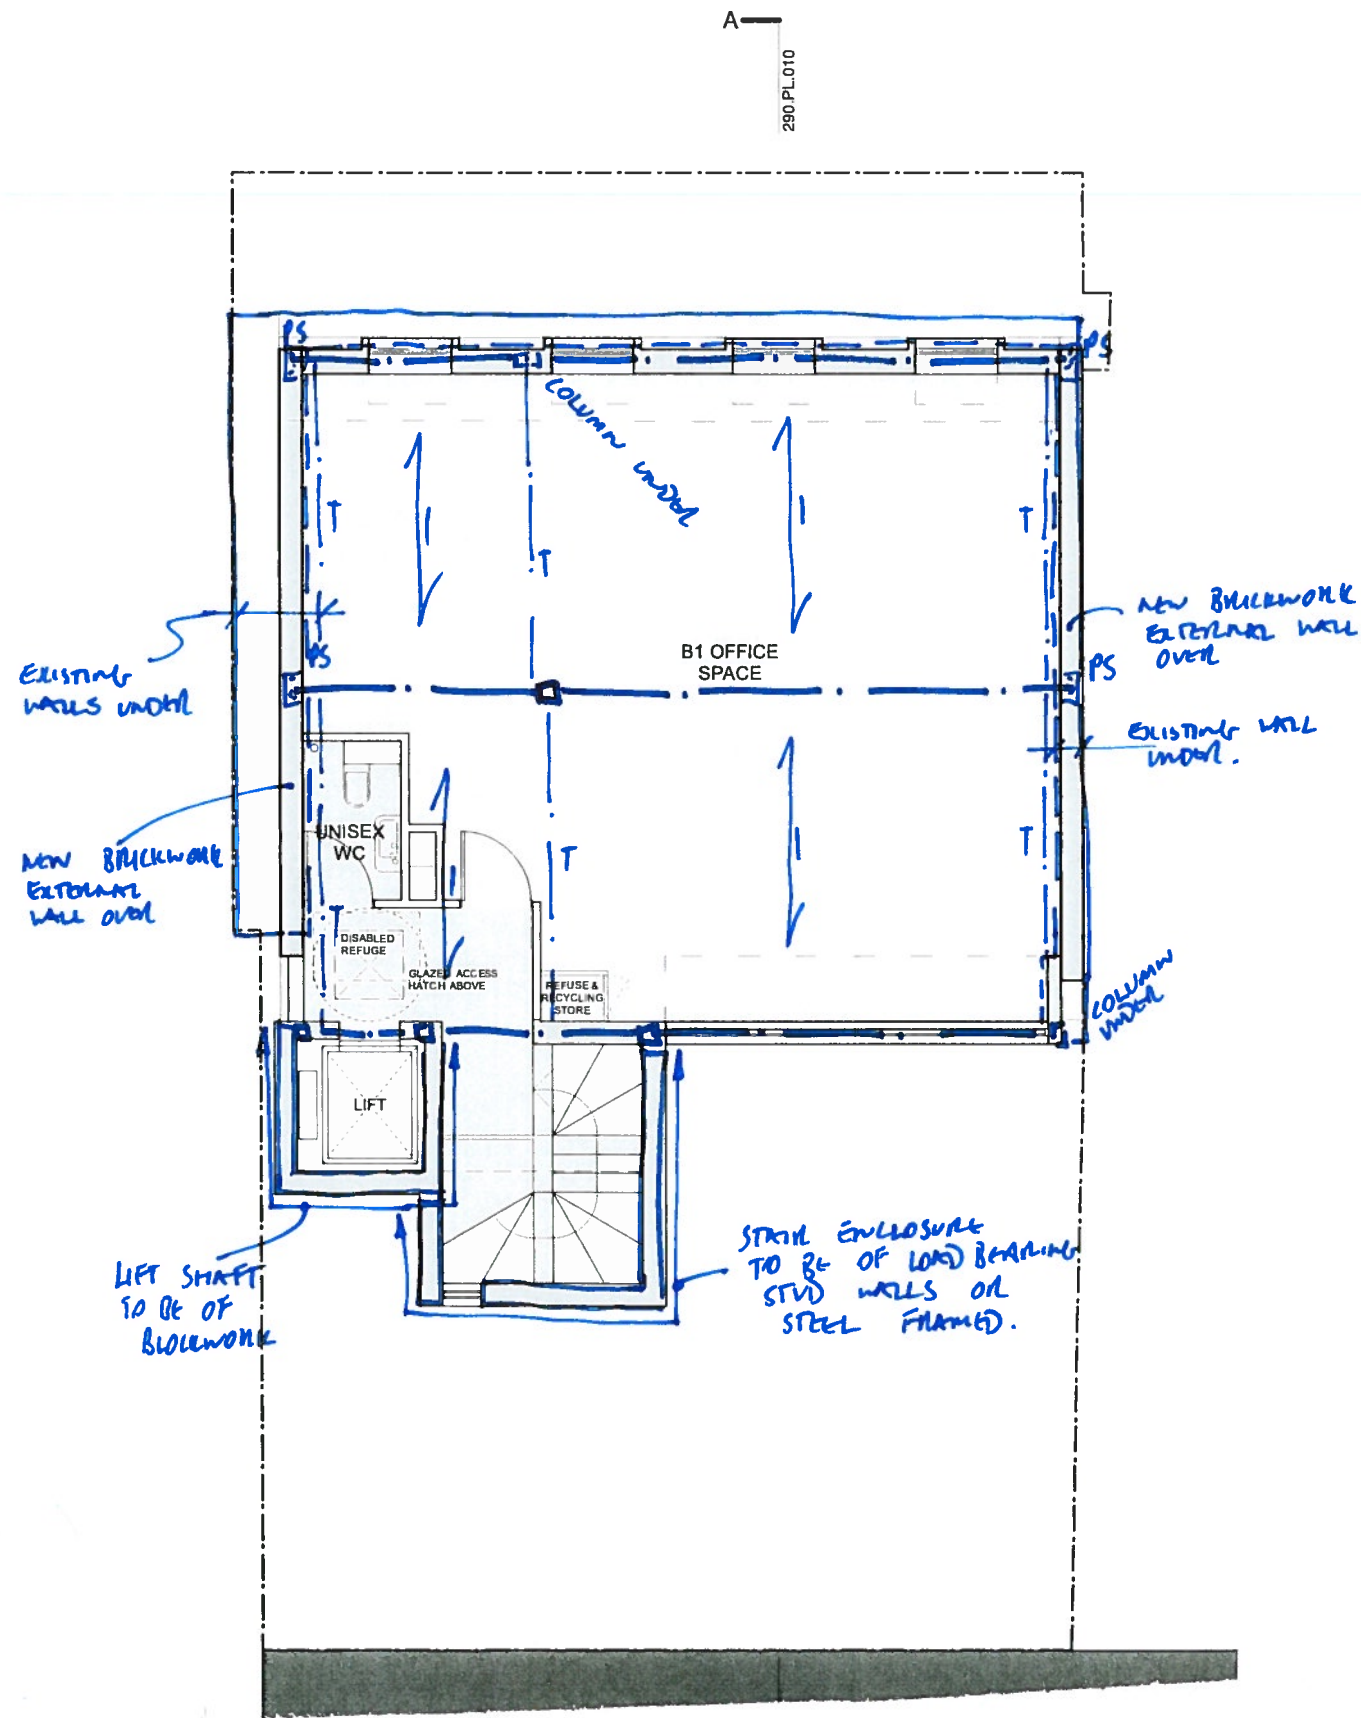 A
290.PL.010
PS
PS
COLUMN UNDER
T
T
T
B1 OFFICE
SPACE
NEW BRICKWORK
EXTERNAL WALL
OVER
PS
PS
EXISTING
WALLS UNDER
EXISTING WALL
UNDER.
UNISEX
WC
T
T
NEW BRICKWORK
EXTERNAL
WALL OVER
T
DISABLED
REFUGE
GLAZED ACCESS
HATCH ABOVE
REFUSE &
RECYCLING
STORE
COLUMN
UNDER
LIFT
STAIR ENCLOSURE
TO BE OF LOAD BEARING
STUD WALLS OR
STEEL FRAMED.
LIFT SHAFT
TO BE OF
BLOCKWORK